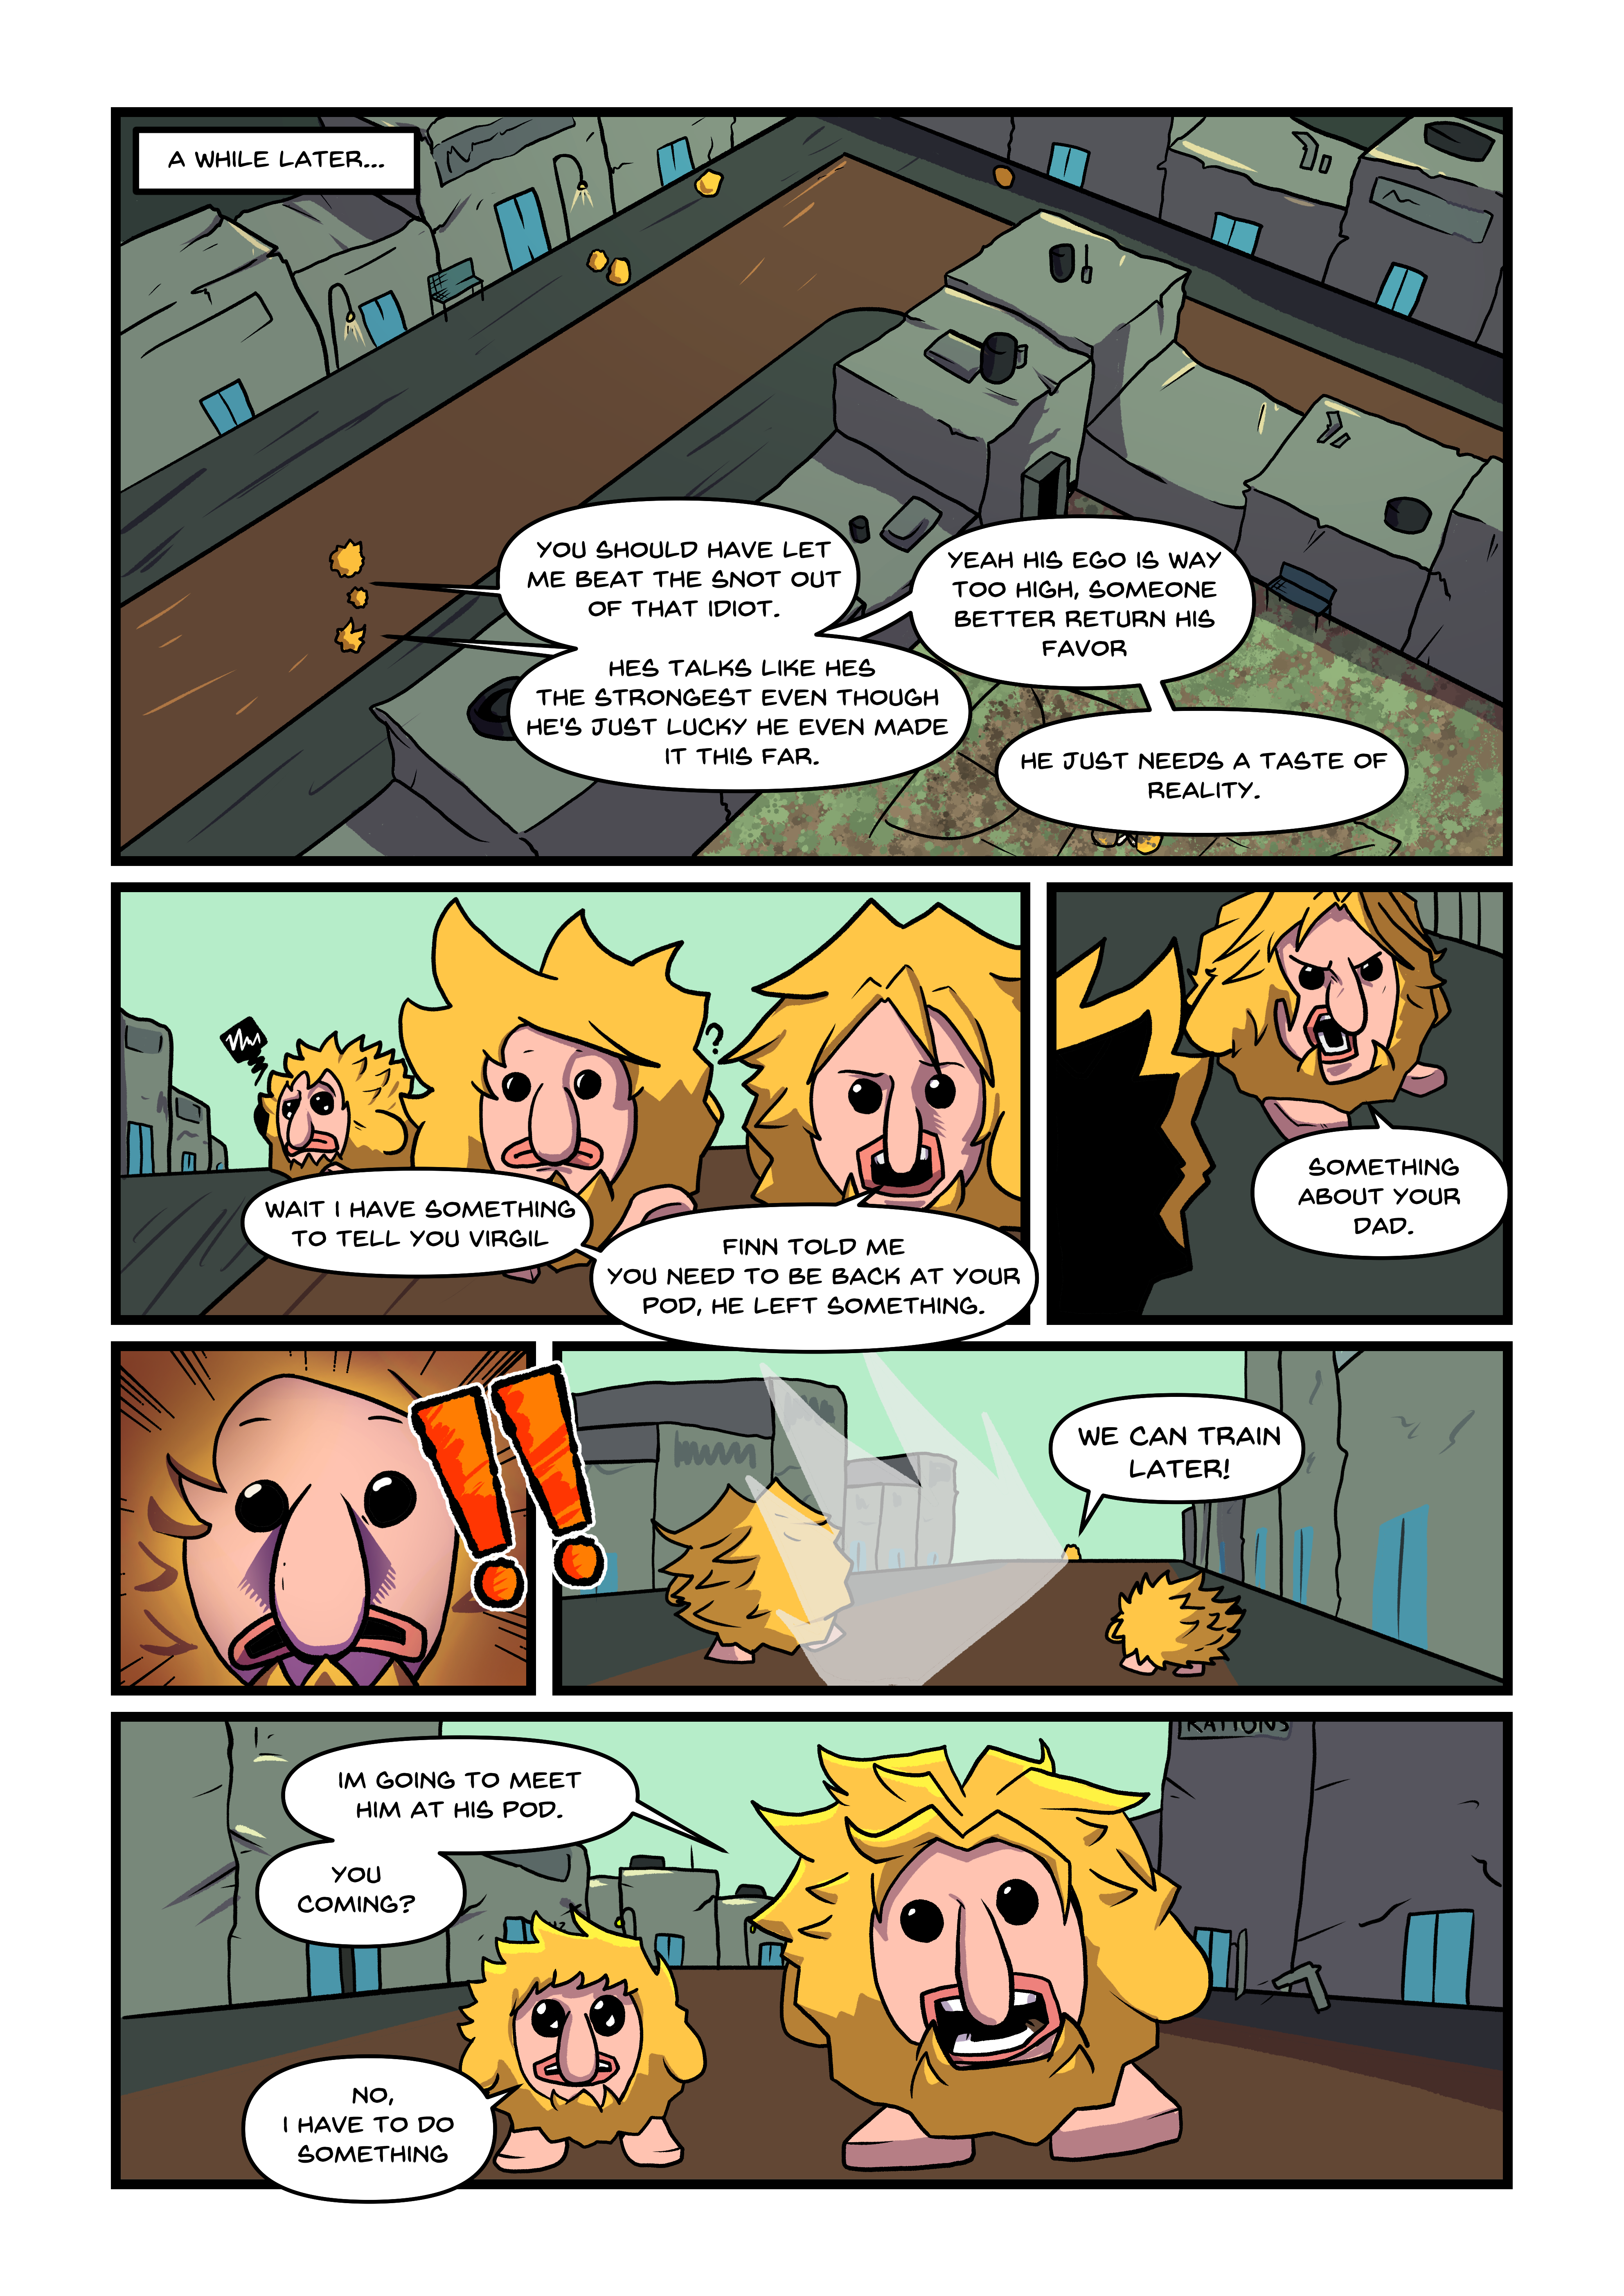 A WHILE LATER...
YOU SHOULD HAVE LET
ME BEAT THE SNOT OUT
OF THAT IDIOT.
HES TALKS LIKE HES
THE STRONGEST EVEN THOUGH
HE'S JUST LUCKY HE EVEN MADE
IT THIS FAR.
YEAH HIS EGO IS WAY
TOO HIGH, SOMEONE
BETTER RETURN HIS
FAVOR
HE JUST NEEDS A TASTE OF
REALITY.
?
WAIT I HAVE SOMETHING
TO TELL YOU VIRGIL
FINN TOLD ME
YOU NEED TO BE BACK AT YOUR
POD, HE LEFT SOMETHING.
SOMETHING
ABOUT YOUR
DAD.
!!
WE CAN TRAIN
LATER!
RATIONS
IM GOING TO MEET
HIM AT HIS POD.
YOU
COMING?
NO,
I HAVE TO DO
SOMETHING